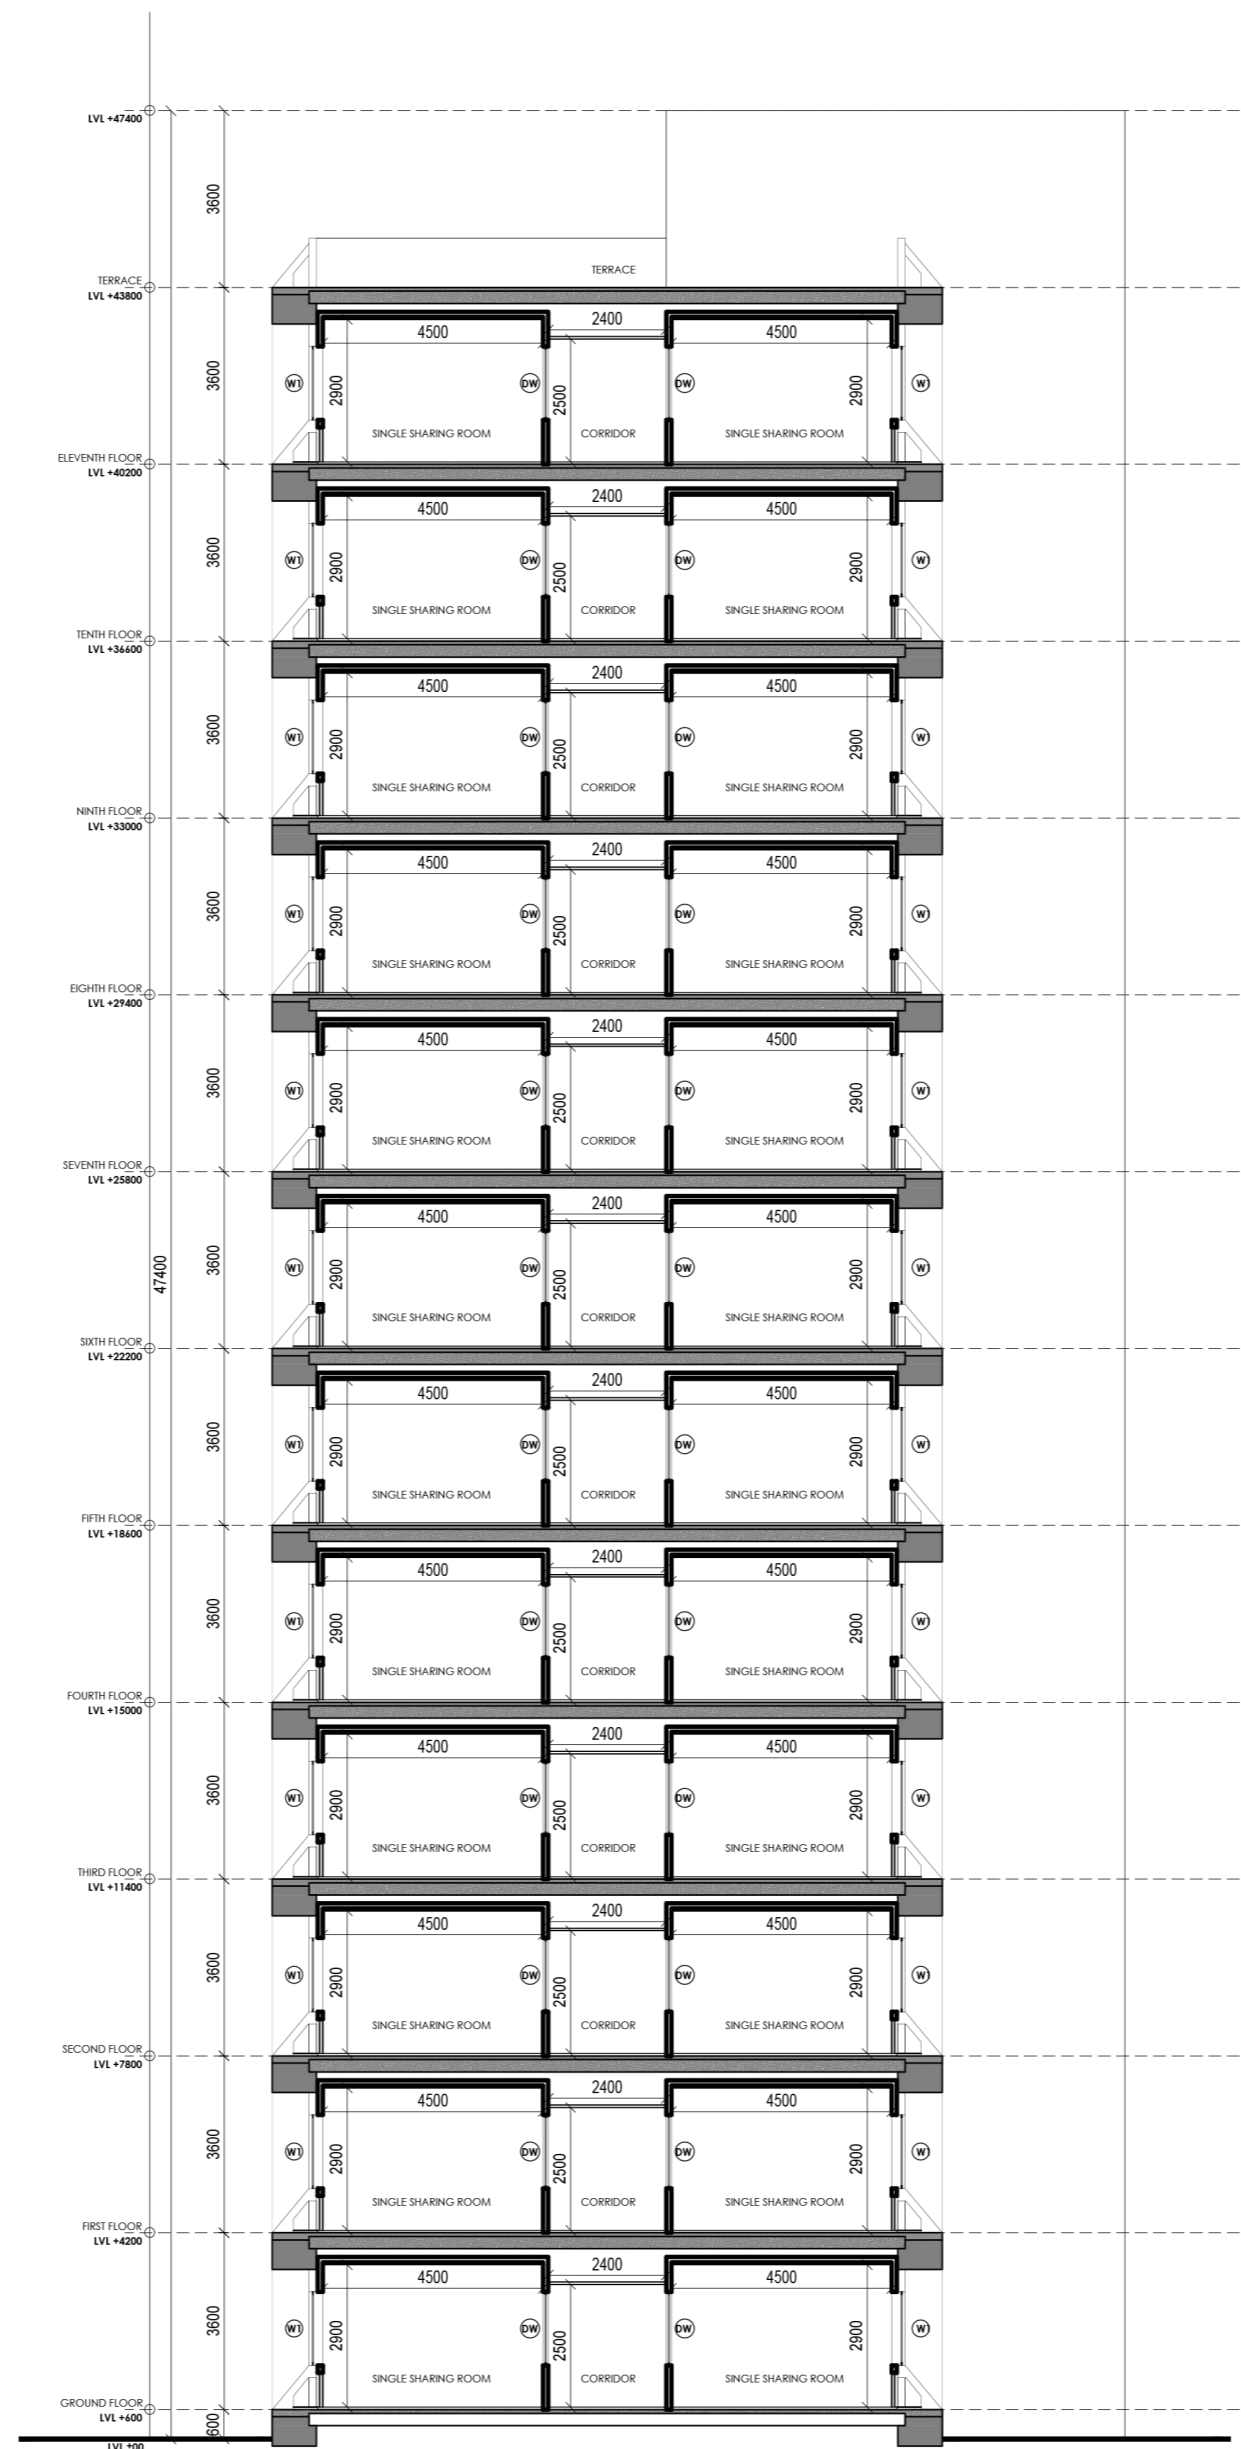 LVL +47400
3600
TERRACE
TERRACE
LVL +43800
2400
4500 4500
3600 W1 2900 DW 2500 DW 2900 W1
SINGLE SHARING ROOM CORRIDOR SINGLE SHARING ROOM
ELEVENTH FLOOR
LVL +40200
2400
4500 4500
3600 W1 2900 DW 2500 DW 2900 W1
SINGLE SHARING ROOM CORRIDOR SINGLE SHARING ROOM
TENTH FLOOR
LVL +36600
2400
4500 4500
3600 W1 2900 DW 2500 DW 2900 W1
SINGLE SHARING ROOM CORRIDOR SINGLE SHARING ROOM
NINTH FLOOR
LVL +33000
2400
4500 4500
3600 W1 2900 DW 2500 DW 2900 W1
SINGLE SHARING ROOM CORRIDOR SINGLE SHARING ROOM
EIGHTH FLOOR
LVL +29400
2400
4500 4500
3600 W1 2900 DW 2500 DW 2900 W1
SINGLE SHARING ROOM CORRIDOR SINGLE SHARING ROOM
SEVENTH FLOOR
LVL +25800
2400
4500 4500
47400 3600 W1 2900 DW 2500 DW 2900 W1
SINGLE SHARING ROOM CORRIDOR SINGLE SHARING ROOM
SIXTH FLOOR
LVL +22200
2400
4500 4500
3600 W1 2900 DW 2500 DW 2900 W1
SINGLE SHARING ROOM CORRIDOR SINGLE SHARING ROOM
FIFTH FLOOR
LVL +18600
2400
4500 4500
3600 W1 2900 DW 2500 DW 2900 W1
SINGLE SHARING ROOM CORRIDOR SINGLE SHARING ROOM
FOURTH FLOOR
LVL +15000
2400
4500 4500
3600 W1 2900 DW 2500 DW 2900 W1
SINGLE SHARING ROOM CORRIDOR SINGLE SHARING ROOM
THIRD FLOOR
LVL +11400
2400
4500 4500
3600 W1 2900 DW 2500 DW 2900 W1
SINGLE SHARING ROOM CORRIDOR SINGLE SHARING ROOM
SECOND FLOOR
LVL +7800
2400
4500 4500
3600 W1 2900 DW 2500 DW 2900 W1
SINGLE SHARING ROOM CORRIDOR SINGLE SHARING ROOM
FIRST FLOOR
LVL +4200
2400
4500 4500
3600 W1 2900 DW 2500 DW 2900 W1
SINGLE SHARING ROOM CORRIDOR SINGLE SHARING ROOM
GROUND FLOOR
LVL +600
600
LVL ±00